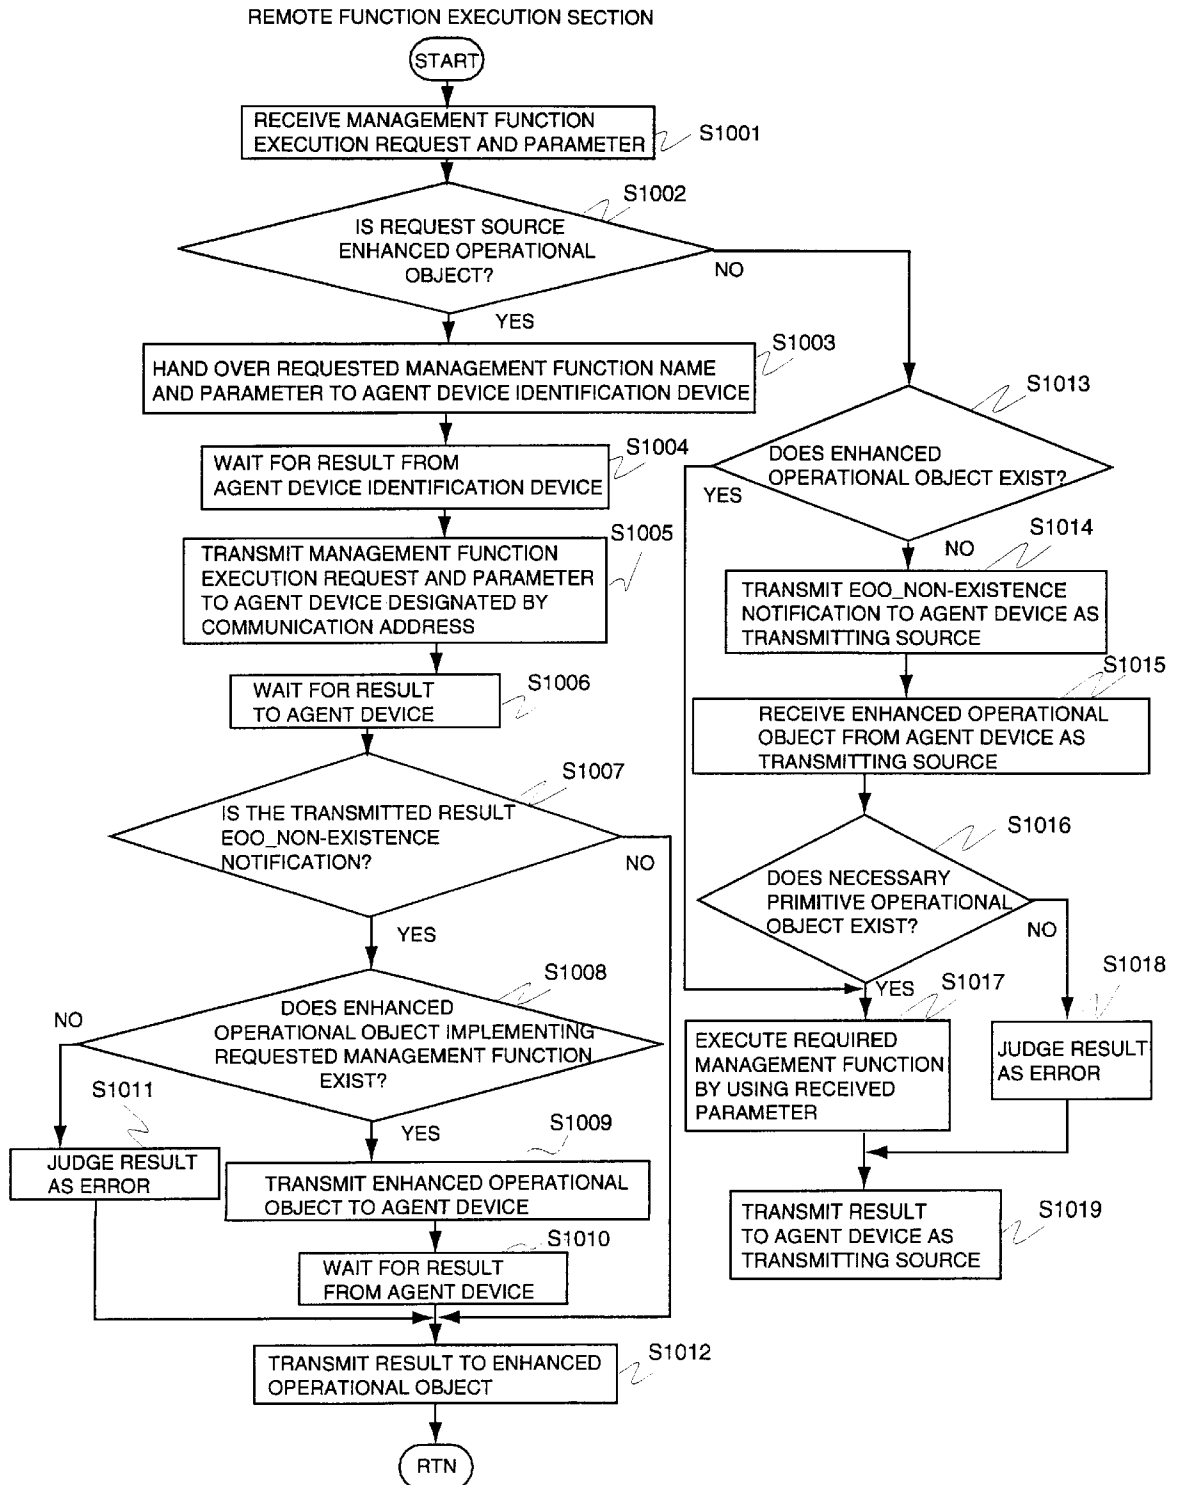 REMOTE FUNCTION EXECUTION SECTION
START
RECEIVE MANAGEMENT FUNCTION
EXECUTION REQUEST AND PARAMETER
S1001
S1002
IS REQUEST SOURCE
ENHANCED OPERATIONAL
OBJECT?
NO
YES
S1003
HAND OVER REQUESTED MANAGEMENT FUNCTION NAME
AND PARAMETER TO AGENT DEVICE IDENTIFICATION DEVICE
S1004
WAIT FOR RESULT FROM
AGENT DEVICE IDENTIFICATION DEVICE
S1005
TRANSMIT MANAGEMENT FUNCTION
EXECUTION REQUEST AND PARAMETER
TO AGENT DEVICE DESIGNATED BY
COMMUNICATION ADDRESS
S1006
WAIT FOR RESULT
TO AGENT DEVICE
S1007
IS THE TRANSMITTED RESULT
EOO_NON-EXISTENCE
NOTIFICATION?
NO
YES
S1008
DOES ENHANCED
OPERATIONAL OBJECT IMPLEMENTING
REQUESTED MANAGEMENT FUNCTION
EXIST?
NO
YES
S1011
JUDGE RESULT
AS ERROR
S1009
TRANSMIT ENHANCED OPERATIONAL
OBJECT TO AGENT DEVICE
S1010
WAIT FOR RESULT
FROM AGENT DEVICE
S1012
TRANSMIT RESULT TO ENHANCED
OPERATIONAL OBJECT
RTN
S1013
DOES ENHANCED
OPERATIONAL OBJECT EXIST?
YES
NO
S1014
TRANSMIT EOO_NON-EXISTENCE
NOTIFICATION TO AGENT DEVICE AS
TRANSMITTING SOURCE
S1015
RECEIVE ENHANCED OPERATIONAL
OBJECT FROM AGENT DEVICE AS
TRANSMITTING SOURCE
S1016
DOES NECESSARY
PRIMITIVE OPERATIONAL
OBJECT EXIST?
NO
YES
S1017
EXECUTE REQUIRED
MANAGEMENT FUNCTION
BY USING RECEIVED
PARAMETER
S1018
JUDGE RESULT
AS ERROR
S1019
TRANSMIT RESULT
TO AGENT DEVICE AS
TRANSMITTING SOURCE